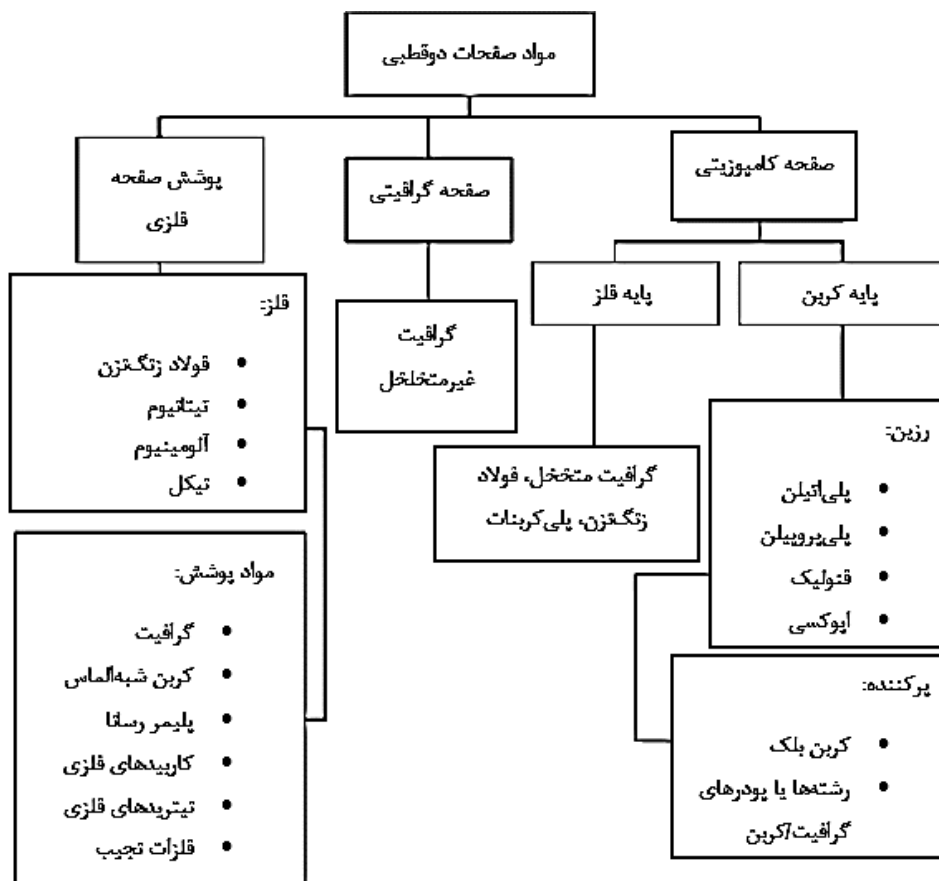 مواد صفحات دوقطبی
صفحه کامپوزیتی
صفحه گرافیتی
پوشش صفحه
فلزی
پایه کربن
پایه فلز
گرافیت
غیرمتخلخل
فلز:
• فولاد زنگ‌نزن
• تیتانیوم
• آلومینیوم
• نیکل
رزین:
• پلی‌اتیلن
• پلی‌پروپیلن
• فنولیک
• اپوکسی
گرافیت متخخل، فولاد
زنگ‌نزن، پلی‌کربنات
مواد پوشش:
• گرافیت
• کربن شبه‌الماس
• پلیمر رسانا
• کاربیدهای فلزی
• نیتریدهای فلزی
• فلزات نجیب
پرکننده:
• کربن بلک
• رشته‌ها یا پودرهای
گرافیت/کربن